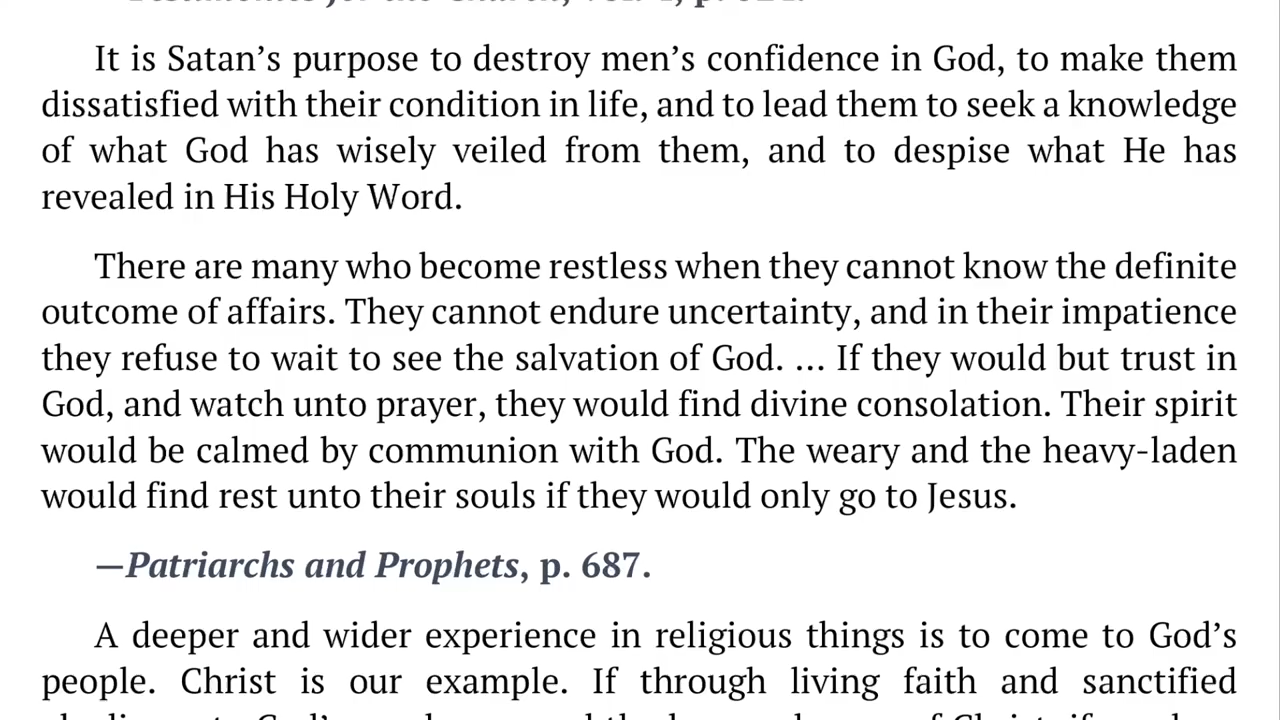 It is Satan’s purpose to destroy men’s confidence in God, to make them
dissatisfied with their condition in life, and to lead them to seek a knowledge
of what God has wisely veiled from them, and to despise what He has
revealed in His Holy Word.
There are many who become restless when they cannot know the definite
outcome of affairs. They cannot endure uncertainty, and in their impatience
they refuse to wait to see the salvation of God. ... If they would but trust in
God, and watch unto prayer, they would find divine consolation. Their spirit
would be calmed by communion with God. The weary and the heavy-laden
would find rest unto their souls if they would only go to Jesus.
—Patriarchs and Prophets, p. 687.
A deeper and wider experience in religious things is to come to God’s
people. Christ is our example. If through living faith and sanctified